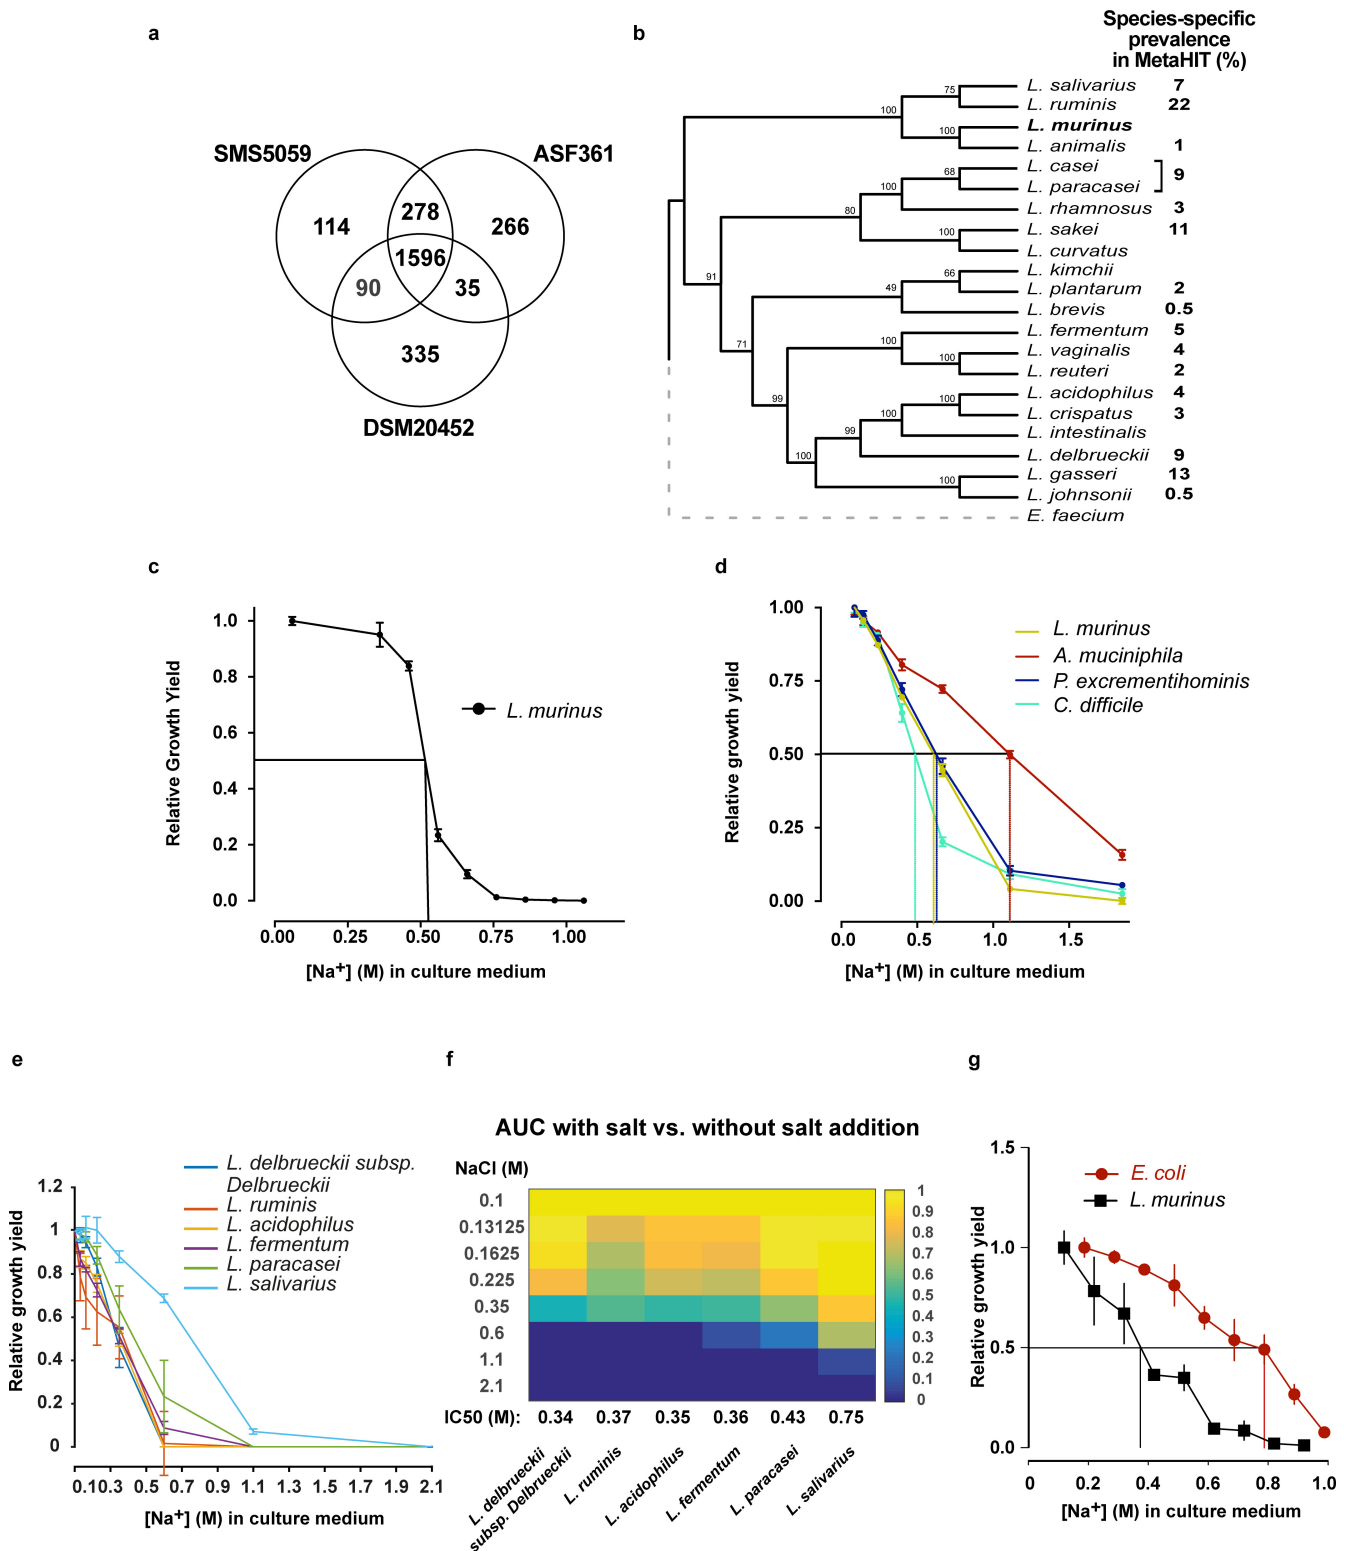 a
SMS5059
ASF361
114
278
266
1596
90
35
335
DSM20452
b
Species-specific
prevalence
in MetaHIT (%)
L. salivarius 7
L. ruminis 22
L. murinus
L. animalis 1
L. casei
9
L. paracasei
L. rhamnosus 3
L. sakei 11
L. curvatus
L. kimchii
L. plantarum 2
L. brevis 0.5
L. fermentum 5
L. vaginalis 4
L. reuteri 2
L. acidophilus 4
L. crispatus 3
L. intestinalis
L. delbrueckii 9
L. gasseri 13
L. johnsonii 0.5
E. faecium
75
100
100
68
100
80
100
91
66
49
71
100
100
99
100
100
99
100
100
c
Relative Growth Yield
1.0
0.8
0.6
0.4
0.2
0.0
L. murinus
0.00 0.25 0.50 0.75 1.00
[Na+] (M) in culture medium
d
Relative growth yield
1.00
0.75
0.50
0.25
0.00
L. murinus
A. muciniphila
P. excrementihominis
C. difficile
0.0 0.5 1.0 1.5
[Na+] (M) in culture medium
e
Relative growth yield
L. delbrueckii subsp.
Delbrueckii
L. ruminis
L. acidophilus
L. fermentum
L. paracasei
L. salivarius
1.2
1
0.8
0.6
0.4
0.2
0
0.1 0.3 0.5 0.7 0.9 1.1 1.3 1.5 1.7 1.9 2.1
[Na+] (M) in culture medium
f
AUC with salt vs. without salt addition
NaCl (M)
0.1
0.13125
0.1625
0.225
0.35
0.6
1.1
2.1
1
0.9
0.8
0.7
0.6
0.5
0.4
0.3
0.2
0.1
0
IC50 (M): 0.34 0.37 0.35 0.36 0.43 0.75
L. delbrueckii
subsp. Delbrueckii
L. ruminis
L. acidophilus
L. fermentum
L. paracasei
L. salivarius
g
Relative growth yield
1.5
1.0
0.5
0.0
E. coli
L. murinus
0 0.2 0.4 0.6 0.8 1.0
[Na+] (M) in culture medium